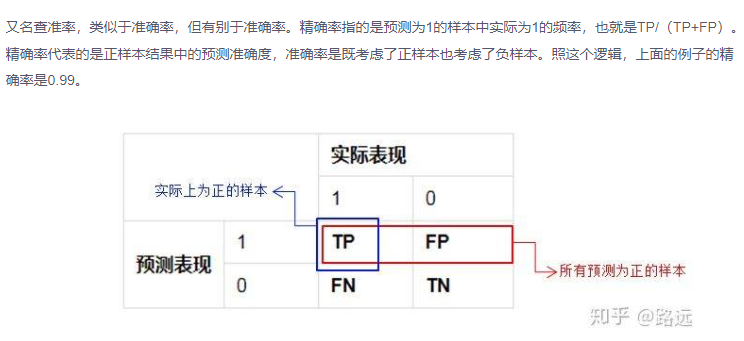 又名查准率，类似于准确率，但有别于准确率。精确率指的是预测为1的样本中实际为1的频率，也就是TP/（TP+FP）。
精确率代表的是正样本结果中的预测准确度，准确率是既考虑了正样本也考虑了负样本。照这个逻辑，上面的例子的精
确率是0.99。
实际表现
实际上为正的样本
1 0
预测表现 1 TP FP
所有预测为正的样本
0 FN TN
知乎 @路远